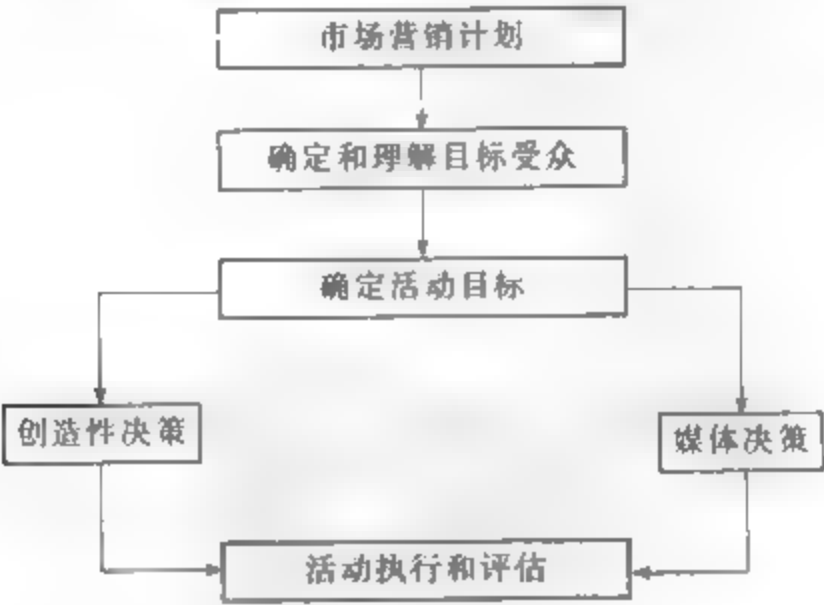 市场营销计划
确定和理解目标受众
确定活动目标
创造性决策
媒体决策
活动执行和评估